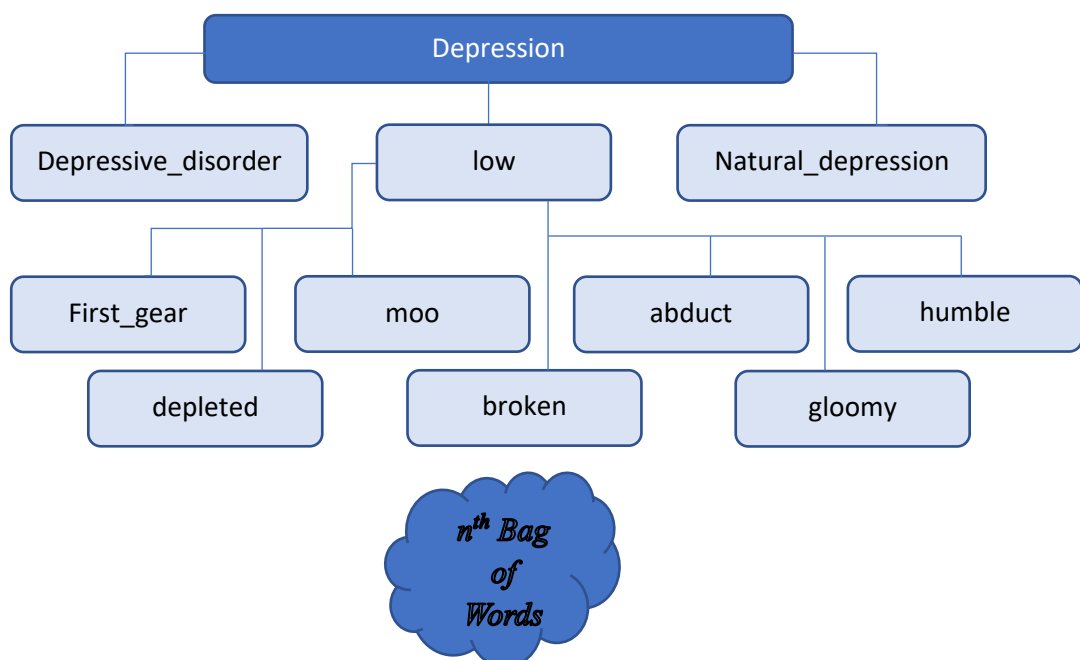 Depression
Depressive_disorder
low
Natural_depression
First_gear
moo
abduct
humble
depleted
broken
gloomy
nth Bag
of
Words